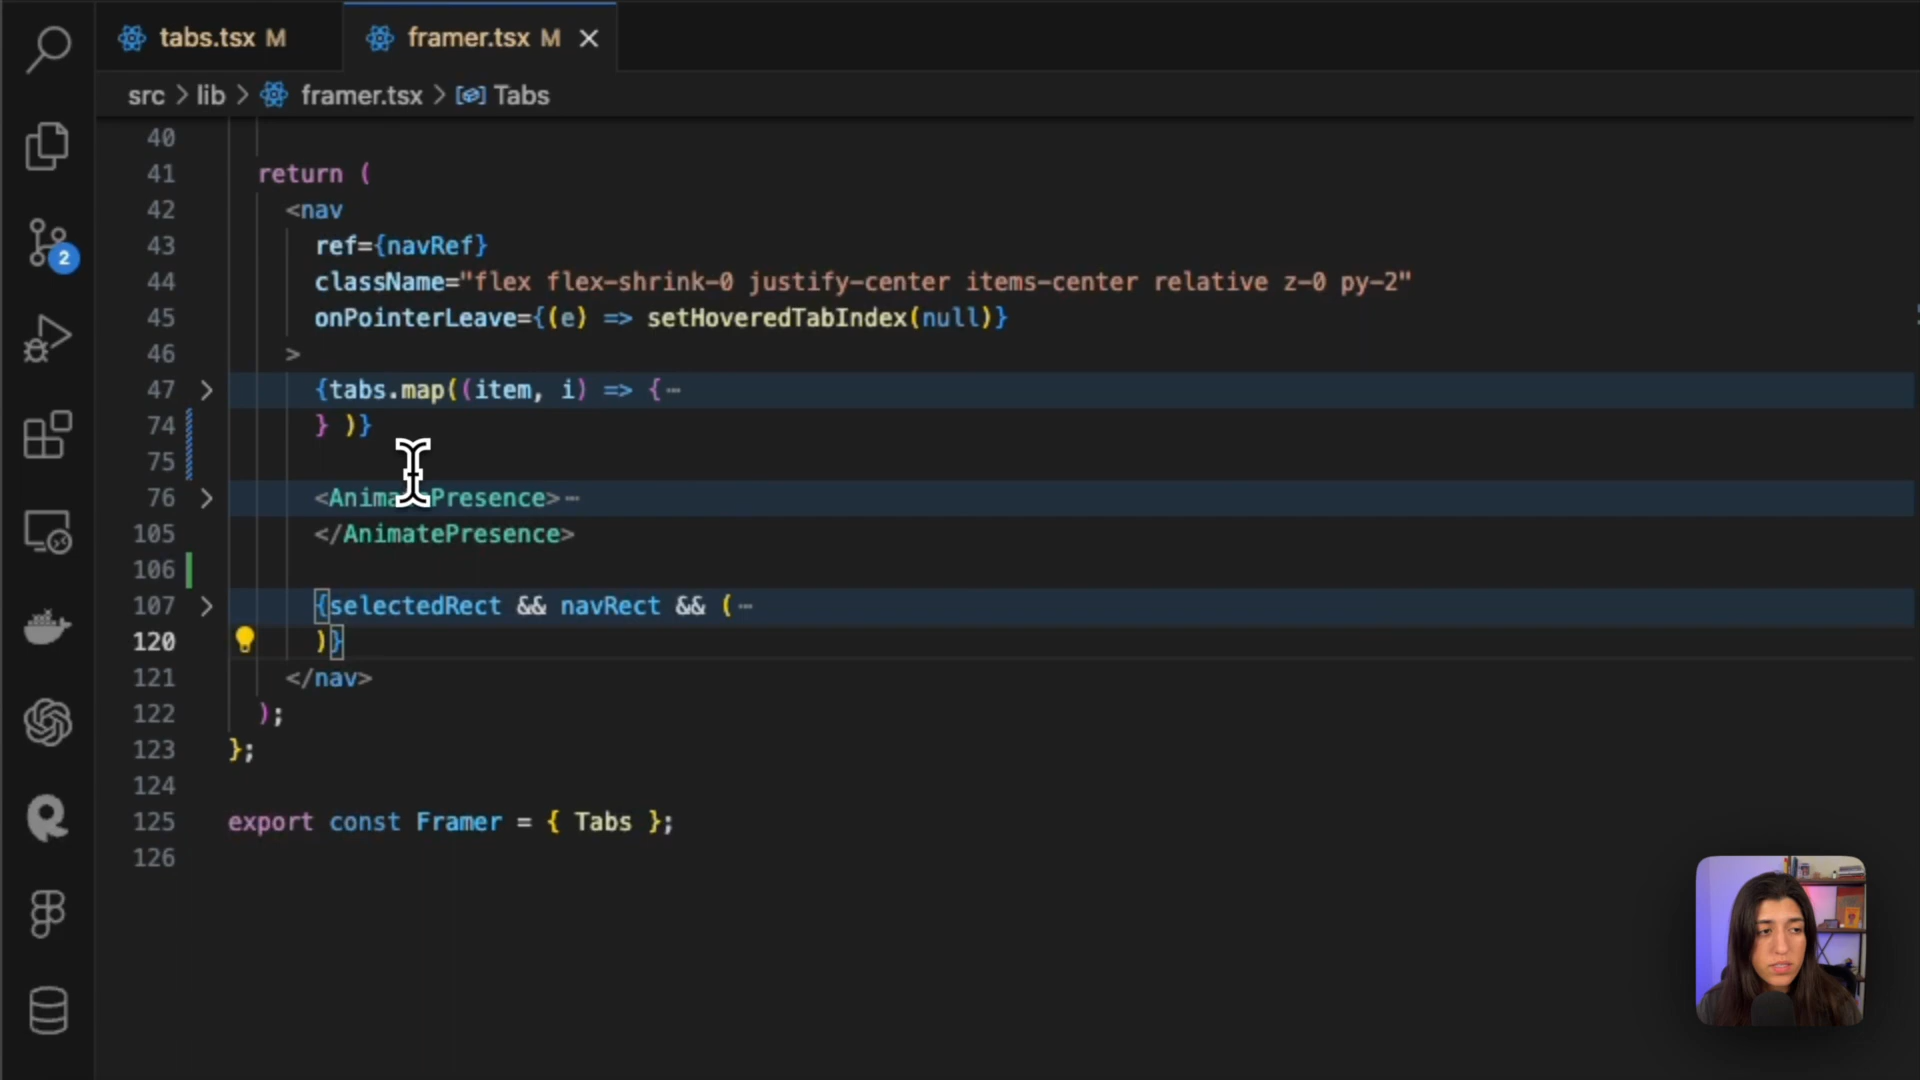 tabs.tsx M
framer.tsx M
src > lib > framer.tsx > Tabs
40
41 return (
42 <nav
43 ref={navRef}
44 className="flex flex-shrink-0 justify-center items-center relative z-0 py-2"
45 onPointerLeave={(e) => setHoveredTabIndex(null)}
46 >
47 {tabs.map((item, i) => {⋯
74 } )}
75
76 <AnimatePresence>⋯
105 </AnimatePresence>
106
107 {selectedRect && navRect && (⋯
120 )}
121 </nav>
122 );
123 };
124
125 export const Framer = { Tabs };
126
2